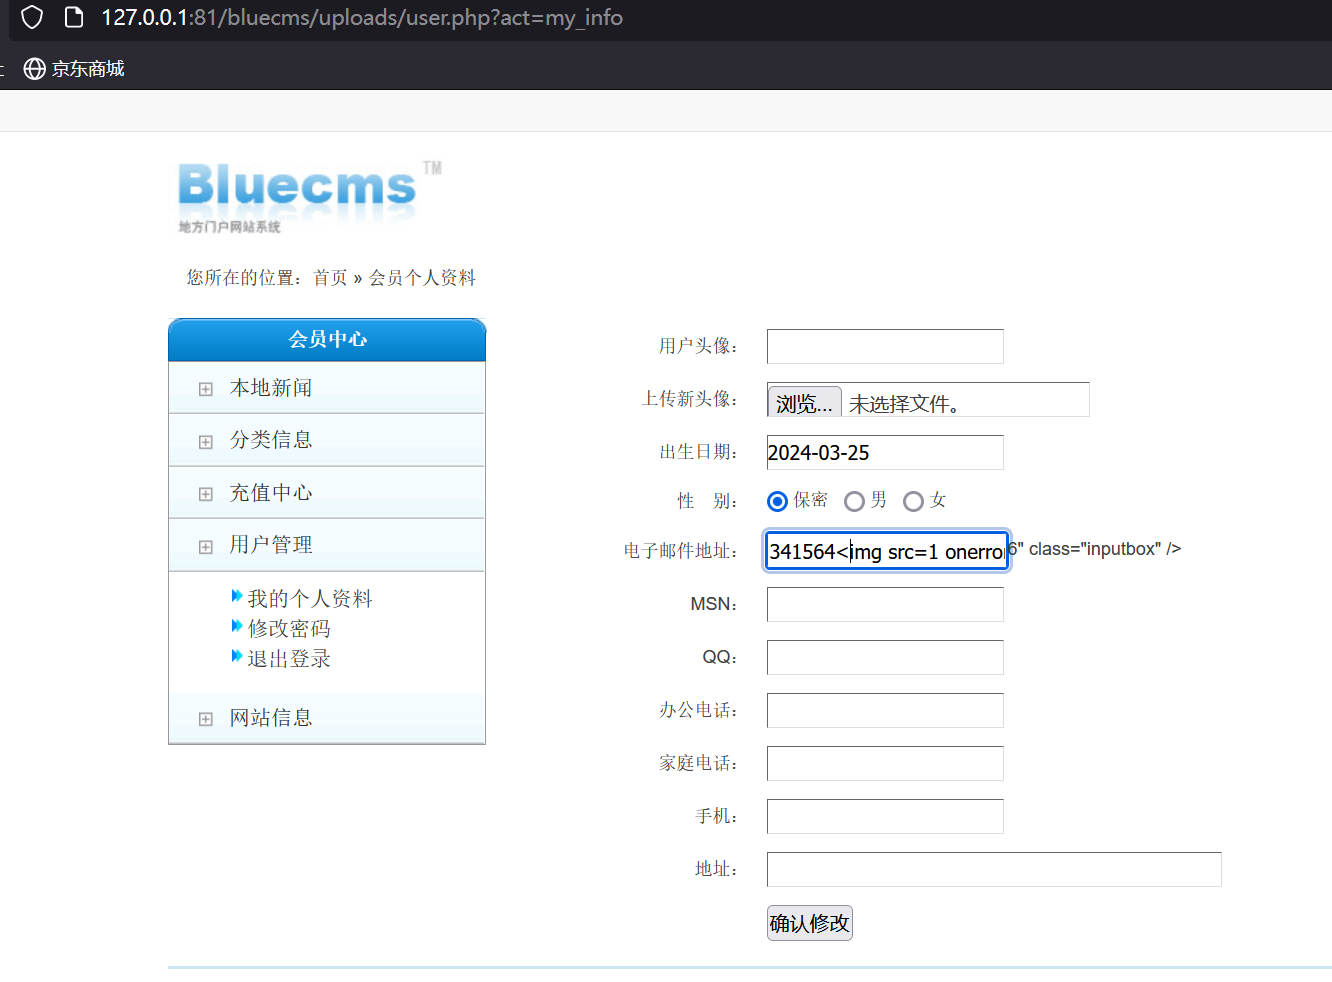 127.0.0.1:81/bluecms/uploads/user.php?act=my_info
京东商城
Bluecms TM
地方门户网站系统
您所在的位置：首页 » 会员个人资料
会员中心
本地新闻
分类信息
充值中心
用户管理
我的个人资料
修改密码
退出登录
网站信息
用户头像：
上传新头像： 浏览... 未选择文件。
出生日期： 2024-03-25
性 别： 保密 男 女
电子邮件地址： 341564<img src=1 onerror 6" class="inputbox" />
MSN：
QQ：
办公电话：
家庭电话：
手机：
地址：
确认修改